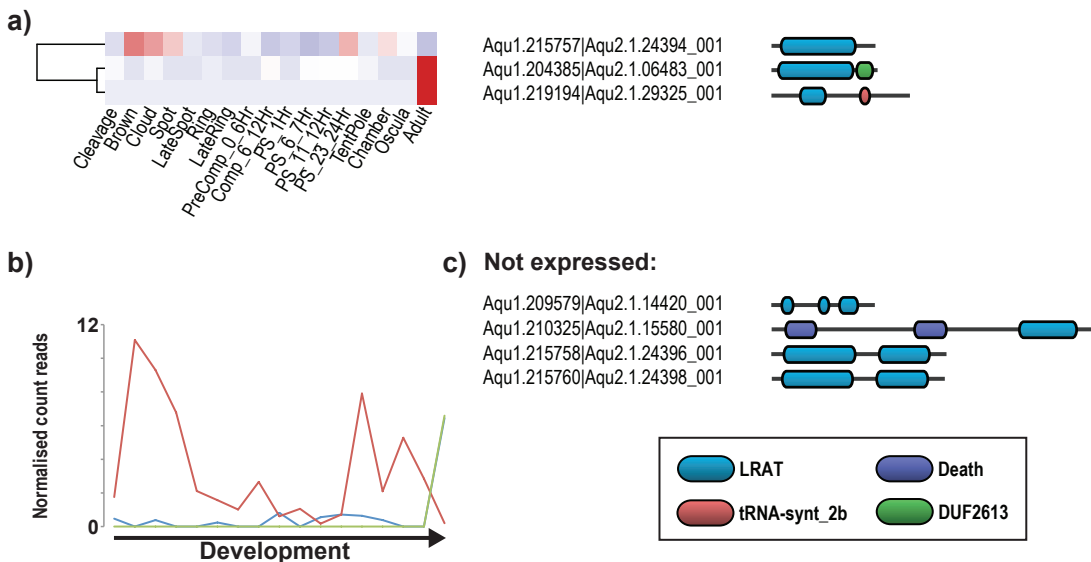 a)
Aqu1.215757|Aqu2.1.24394_001
Aqu1.204385|Aqu2.1.06483_001
Aqu1.219194|Aqu2.1.29325_001
Cleavage
Brown
Cloud
Spot
LateSpot
Ring
LateRing
PreComp_0_6Hr
Comp_6_12Hr
PS_1Hr
PS_6_7Hr
PS_11_12Hr
PS_23_24Hr
TentPole
Chamber
Oscula
Adult
b)
12
0
Normalised count reads
Development
c) Not expressed:
Aqu1.209579|Aqu2.1.14420_001
Aqu1.210325|Aqu2.1.15580_001
Aqu1.215758|Aqu2.1.24396_001
Aqu1.215760|Aqu2.1.24398_001
LRAT
Death
tRNA-synt_2b
DUF2613